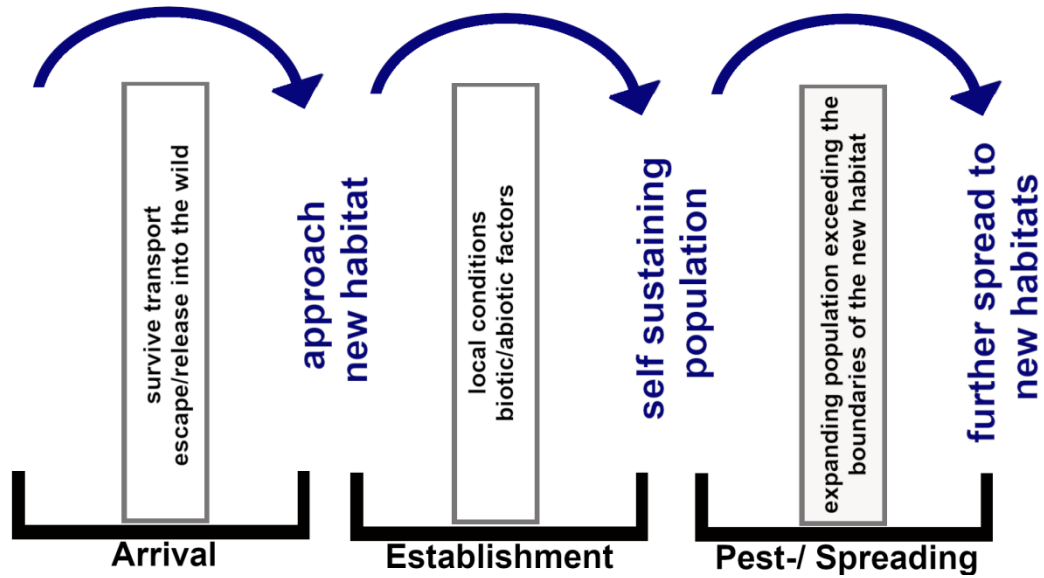 survive transport
escape/release into the wild
approach
new habitat
Arrival
local conditions
biotic/abiotic factors
self sustaining
population
Establishment
expanding population exceeding the
boundaries of the new habitat
further spread to
new habitats
Pest-/ Spreading